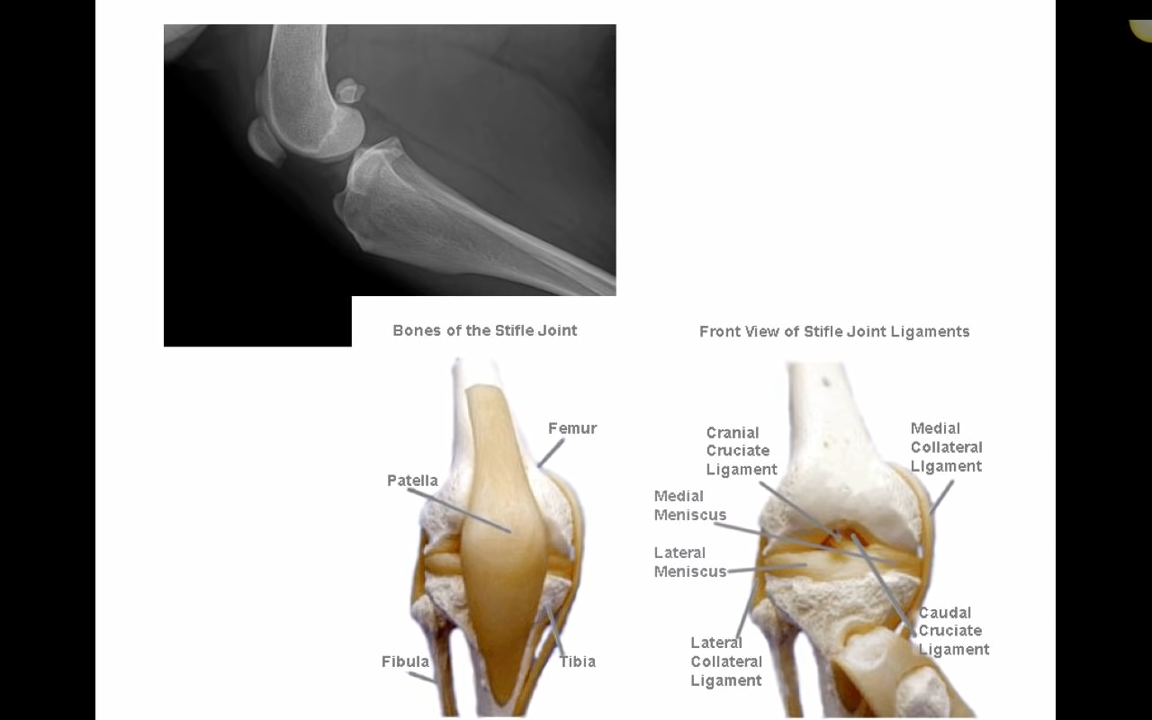 Bones of the Stifle Joint
Front View of Stifle Joint Ligaments
Femur
Patella
Fibula
Tibia
Cranial
Cruciate
Ligament
Medial
Collateral
LIgament
Medial
Meniscus
Lateral
Meniscus
Caudal
Cruciate
Ligament
Lateral
Collateral
Ligament